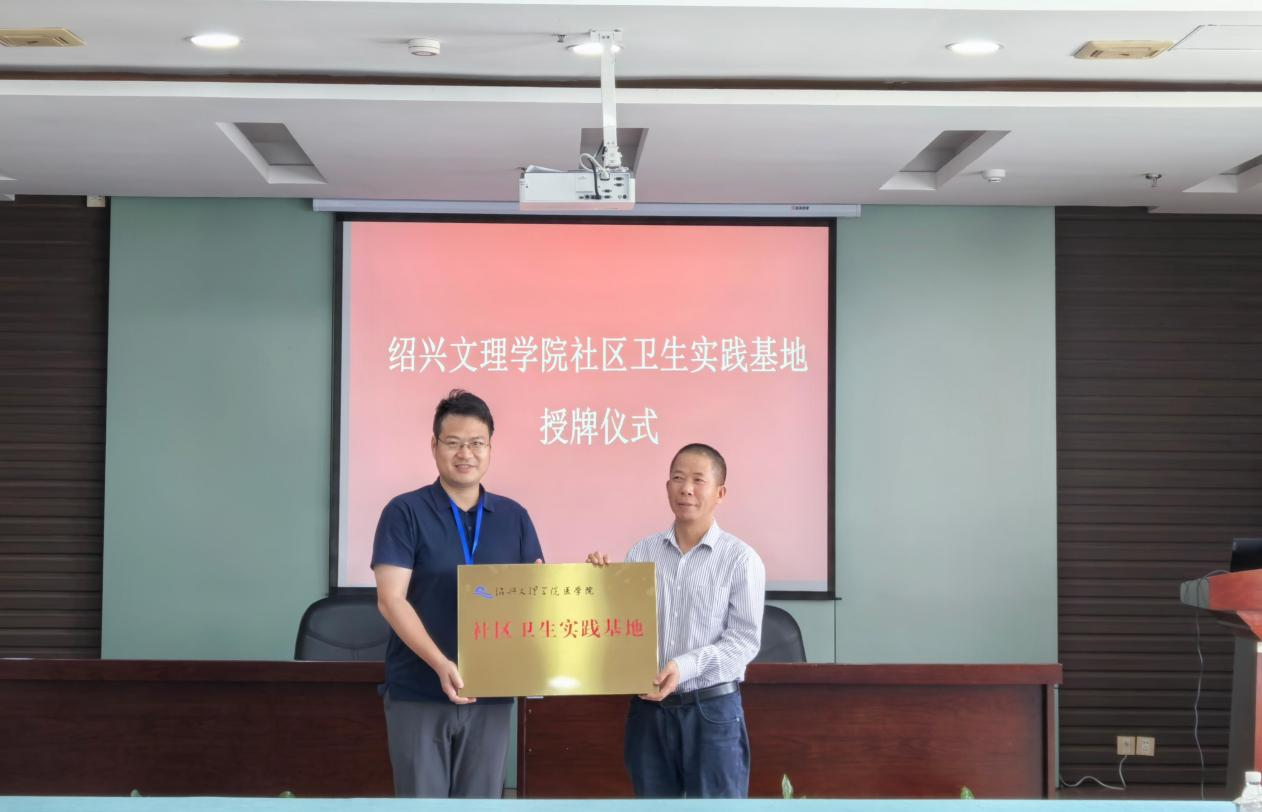 绍兴文理学院社区卫生实践基地
授牌仪式
绍兴文理学院医学院
社区卫生实践基地